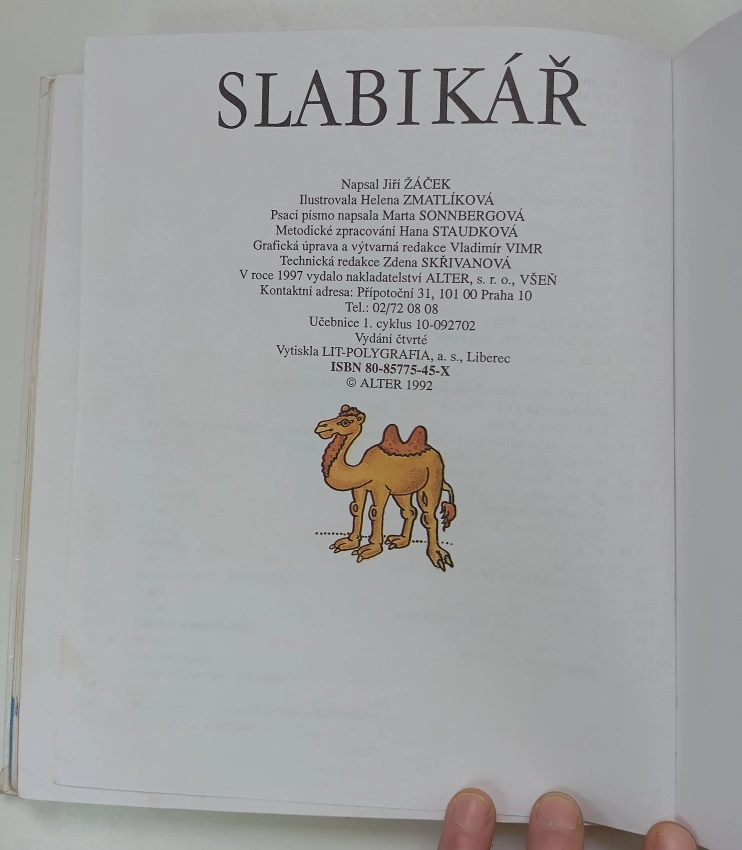 SLABIKÁŘ
Napsal Jiří ŽÁČEK
Ilustrovala Helena ZMATLÍKOVÁ
Psací písmo napsala Marta SONNBERGOVÁ
Metodické zpracování Hana STAUDKOVÁ
Grafická úprava a výtvarná redakce Vladimír VIMR
Technická redakce Zdena SKŘIVANOVÁ
V roce 1997 vydalo nakladatelství ALTER, s. r. o., VŠEŇ
Kontaktní adresa: Přípotoční 31, 101 00 Praha 10
Tel.: 02/72 08 08
Učebnice 1. cyklus 10-092702
Vydání čtvrté
Vytiskla LIT-POLYGRAFIA, a. s., Liberec
ISBN 80-85775-45-X
© ALTER 1992